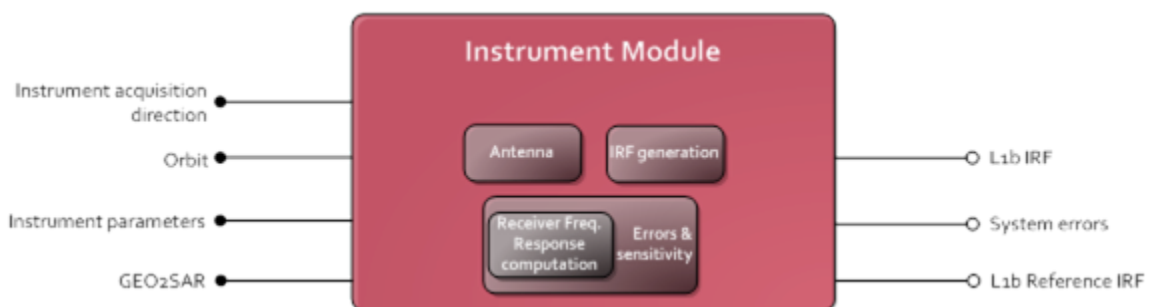 Instrument Module
Instrument acquisition
direction
Orbit
Instrument parameters
GEO2SAR
Antenna
IRF generation
Receiver Freq.
Response
computation
Errors &
sensitivity
L1b IRF
System errors
L1b Reference IRF